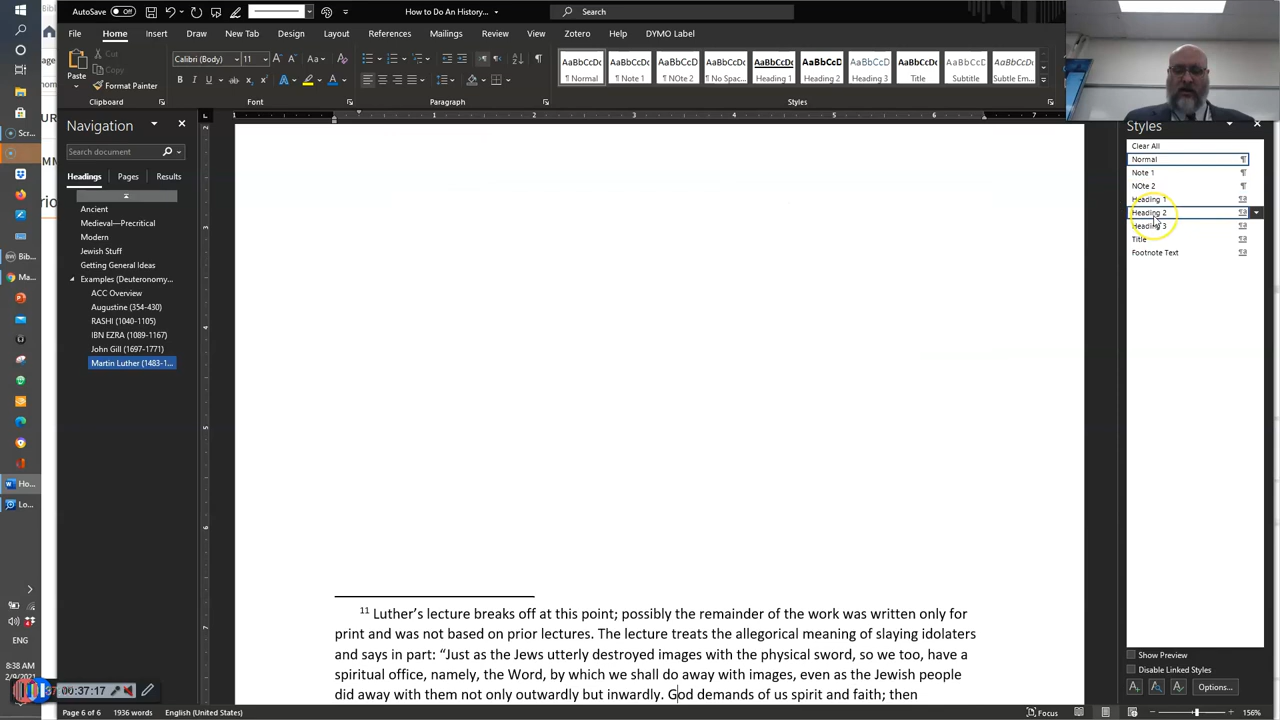 AutoSave Off How to Do An History... Search
File Home Insert Draw New Tab Design Layout References Mailings Review View Zotero Help DYMO Label
Paste Cut Copy Format Painter
Calibri (Body) 11
AaBbCcDc AaBbCcDc AaBbCcDc AaBbCcDc AaBbCcDc AaBbCcD AaBbCcD AaBbCcD AaBbCcD AaBbCcD
¶ Normal ¶ Note 1 ¶ NOte 2 ¶ No Spac... Heading 1 Heading 2 Heading 3 Title Subtitle Subtle Em...
Clipboard Font Paragraph Styles
Navigation
Search document
Headings Pages Results
Ancient
Medieval—Precritical
Modern
Jewish Stuff
Getting General Ideas
Examples (Deuteronomy...
ACC Overview
Augustine (354-430)
RASHI (1040-1105)
IBN EZRA (1089-1167)
John Gill (1697-1771)
Martin Luther (1483-1...
Styles
Clear All
Normal
Note 1
NOte 2
Heading 1
Heading 2
Heading 3
Title
Footnote Text
Show Preview
Disable Linked Styles
Options...
11 Luther’s lecture breaks off at this point; possibly the remainder of the work was written only for
print and was not based on prior lectures. The lecture treats the allegorical meaning of slaying idolaters
and says in part: “Just as the Jews utterly destroyed images with the physical sword, so we too, have a
spiritual office, namely, the Word, by which we shall do away with images, even as the Jewish people
did away with them not only outwardly but inwardly. God demands of us spirit and faith; then
Scr...
Bib...
Ho...
Lo...
ENG
8:38 AM
2/9/2021
00:37:17
Page 6 of 6 1936 words English (United States) Focus 156%